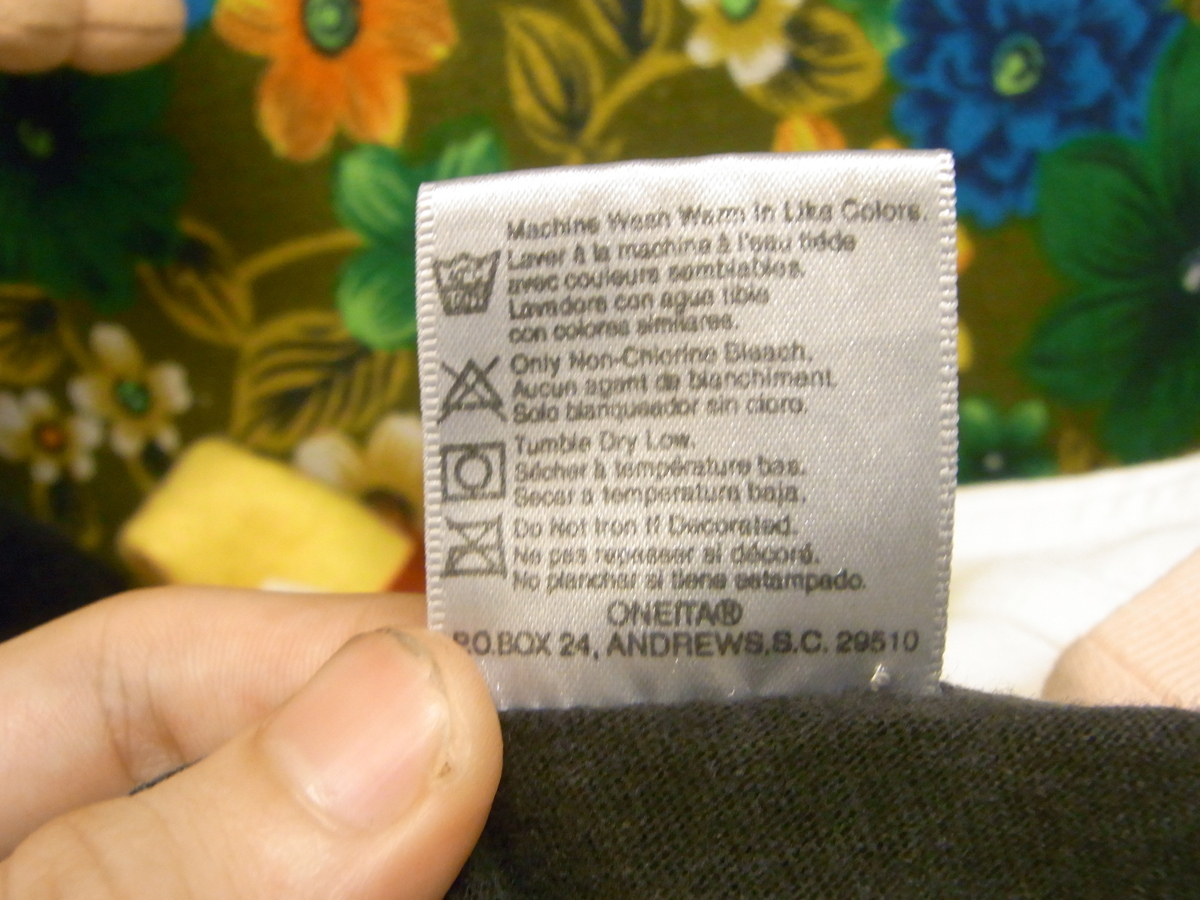 Machine Wash Warm in Like Colors.
Laver à la machine à l'eau tiède
avec couleurs semblables.
Lavadora con agua tibia
con colores similares.
Only Non-Chlorine Bleach.
Aucun agent de blanchiment.
Solo blanqueador sin cloro.
Tumble Dry Low.
Sécher à température bas.
Secar a temperatura baja.
Do Not Iron If Decorated.
Ne pas repasser si décoré.
No planchar si tiene estampado.
ONEITA®
P.O.BOX 24, ANDREWS,S.C. 29510